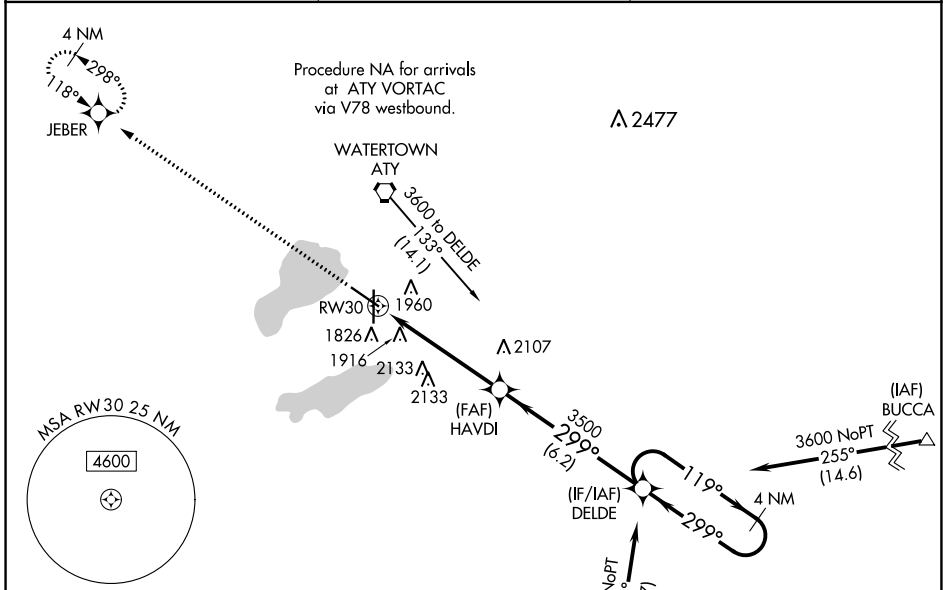 4 NM
298°
118°
JEBER
Procedure NA for arrivals
at ATY VORTAC
via V78 westbound.
2477
WATERTOWN
ATY
3600 to DELDE
133°
(14.1)
RW30
1960
1826
1916
2133
2133
2107
(FAF)
HAVDI
3500
299°
(6.2)
(IAF)
BUCCA
3600 NoPT
255°
(14.6)
MSA RW30 25 NM
4600
(IF/IAF)
DELDE
119°
4 NM
299°
NoPT